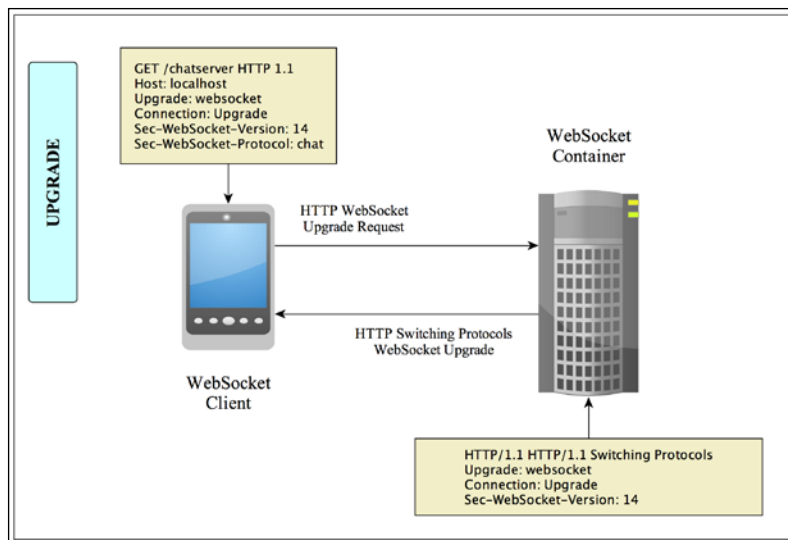 UPGRADE
GET /chatserver HTTP 1.1
Host: localhost
Upgrade: websocket
Connection: Upgrade
Sec-WebSocket-Version: 14
Sec-WebSocket-Protocol: chat
WebSocket
Container
HTTP WebSocket
Upgrade Request
HTTP Switching Protocols
WebSocket Upgrade
WebSocket
Client
HTTP/1.1 HTTP/1.1 Switching Protocols
Upgrade: websocket
Connection: Upgrade
Sec-WebSocket-Version: 14